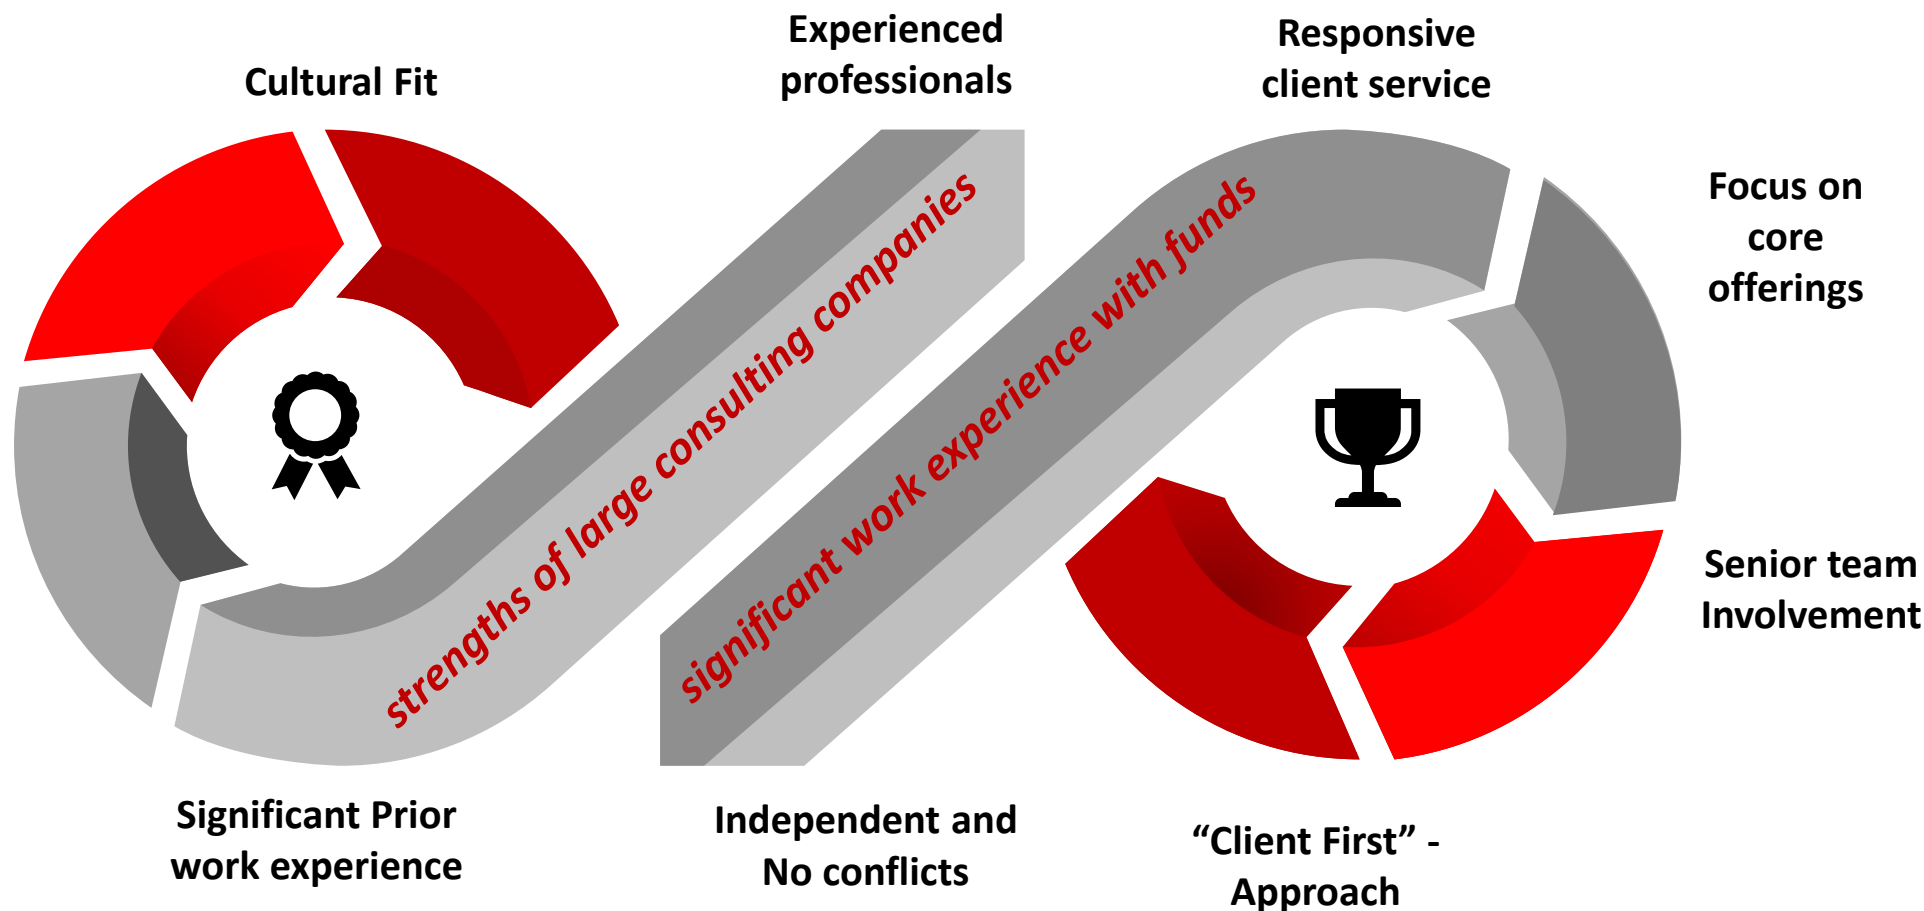 Cultural Fit
Experienced
professionals
Responsive
client service
Focus on
core
offerings
strengths of large consulting companies
significant work experience with funds
Senior team
Involvement
Significant Prior
work experience
Independent and
No conflicts
“Client First” -
Approach